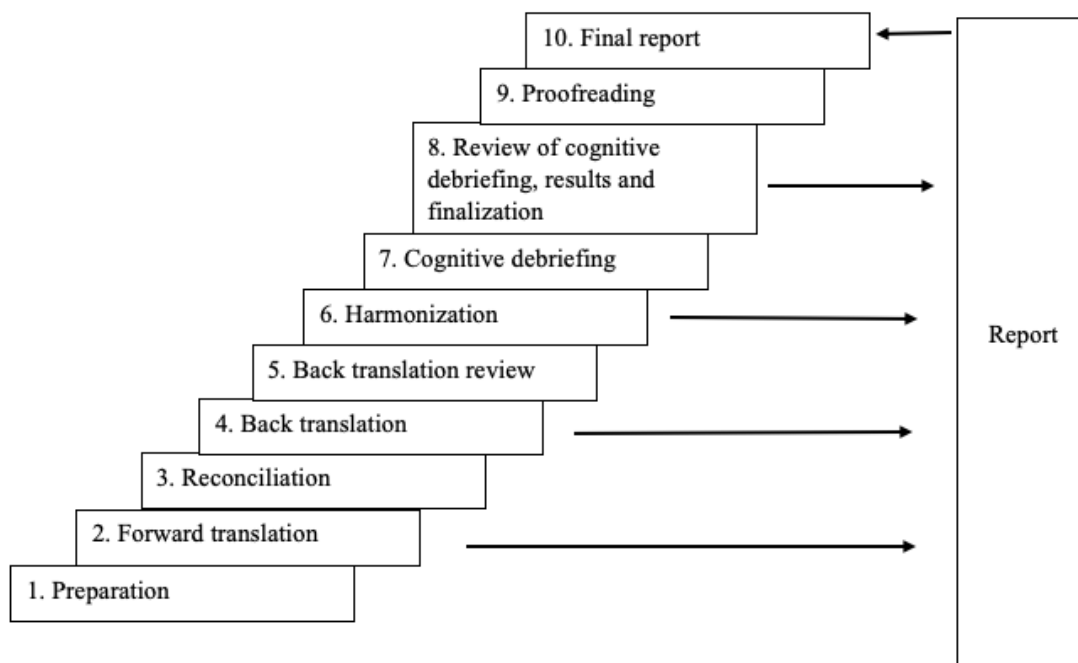 10. Final report
9. Proofreading
8. Review of cognitive
debriefing, results and
finalization
7. Cognitive debriefing
6. Harmonization
5. Back translation review
4. Back translation
3. Reconciliation
2. Forward translation
1. Preparation
Report